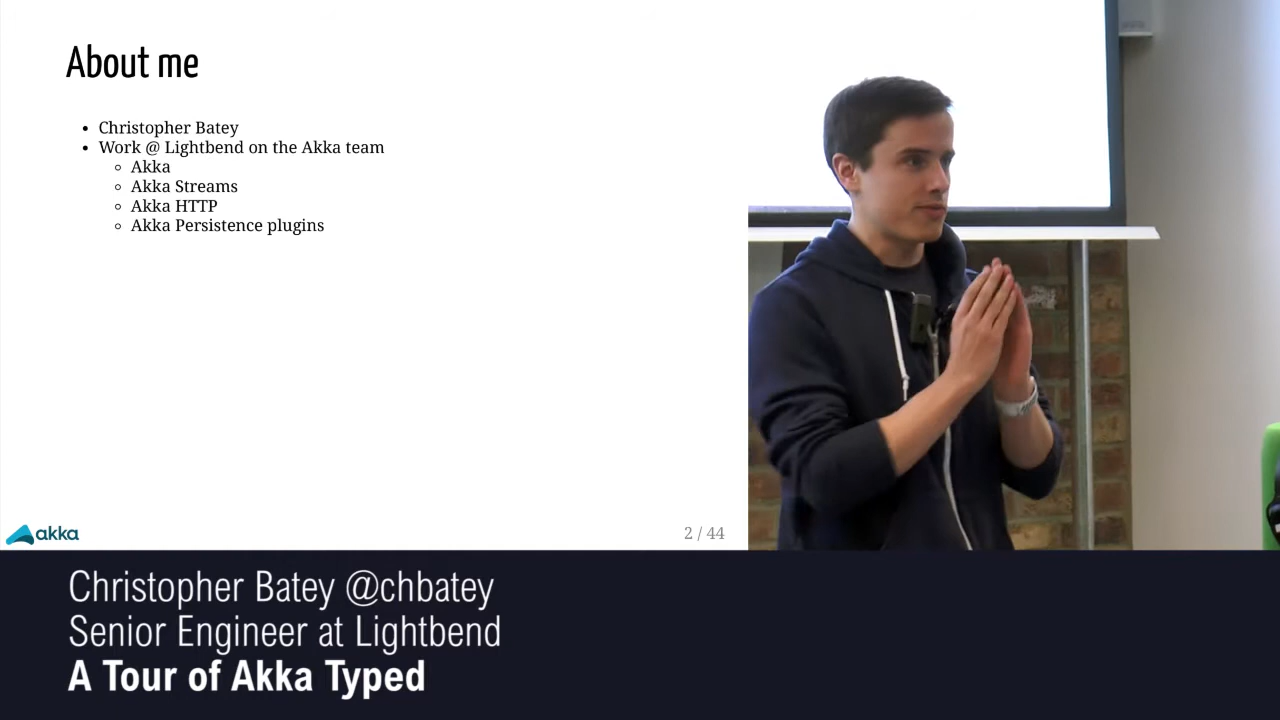 About me
• Christopher Batey
• Work @ Lightbend on the Akka team
◦ Akka
◦ Akka Streams
◦ Akka HTTP
◦ Akka Persistence plugins
akka
2 / 44
Christopher Batey @chbatey
Senior Engineer at Lightbend
A Tour of Akka Typed